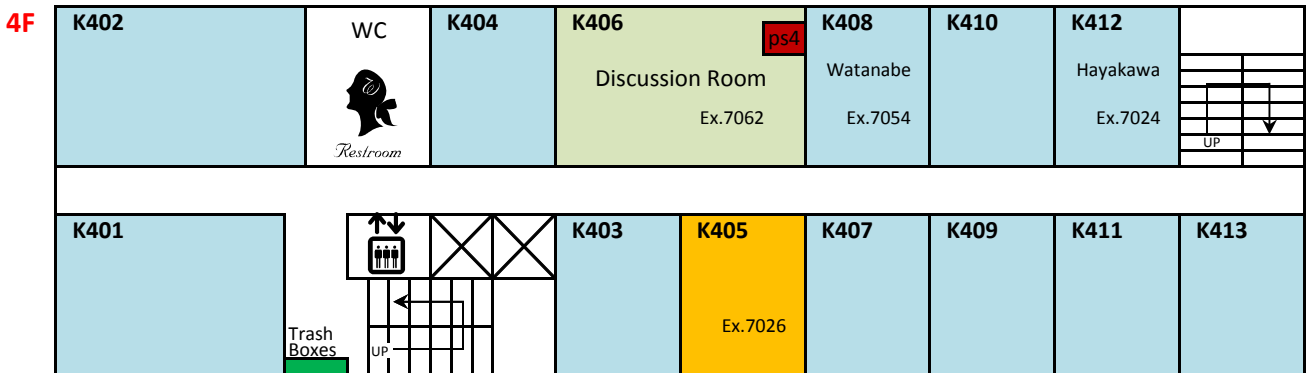 4F
K402
WC
Restroom
K404
K406
ps4
Discussion Room
Ex.7062
K408
Watanabe
Ex.7054
K410
K412
Hayakawa
Ex.7024
UP
K401
Trash
Boxes
UP
K403
K405
Ex.7026
K407
K409
K411
K413